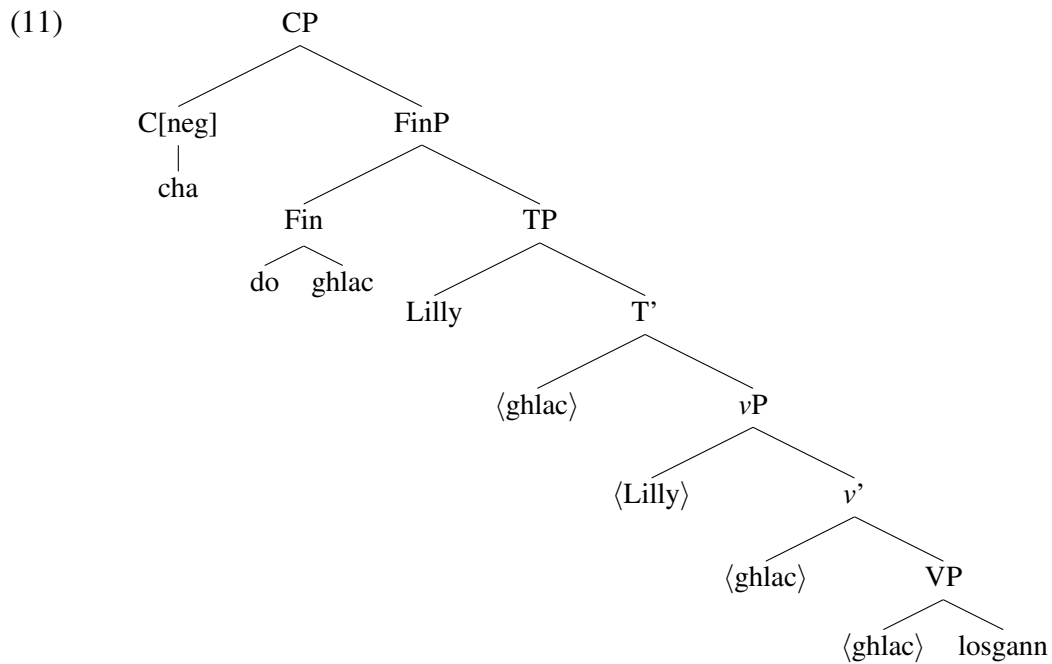 (11) CP
C[neg] FinP
cha
Fin TP
do ghlac Lilly T’
⟨ghlac⟩ vP
⟨Lilly⟩ v’
⟨ghlac⟩ VP
⟨ghlac⟩ losgann